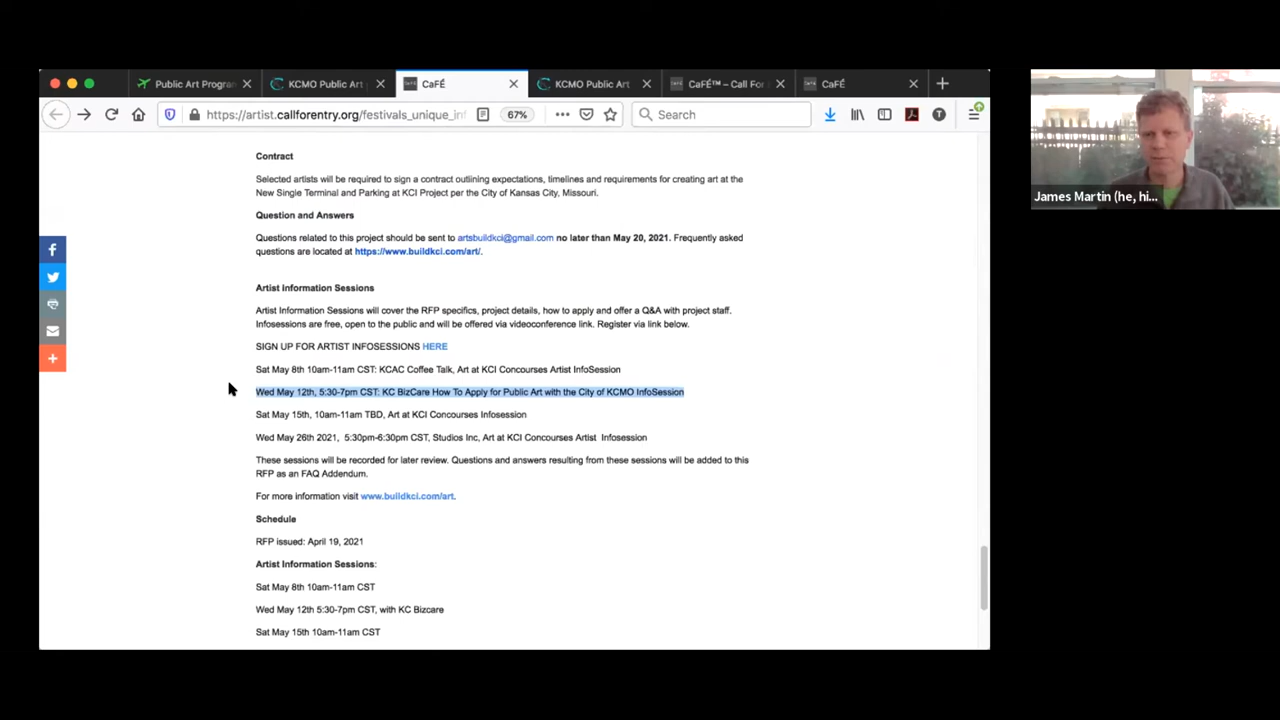 Public Art Progran
KCMO Public Art
CaFÉ
KCMO Public Art
CaFÉ™ – Call For
CaFÉ
https://artist.callforentry.org/festivals_unique_inf
67%
Search
T
Contract
Selected artists will be required to sign a contract outlining expectations, timelines and requirements for creating art at the
New Single Terminal and Parking at KCI Project per the City of Kansas City, Missouri.
Question and Answers
Questions related to this project should be sent to artsbuildkci@gmail.com no later than May 20, 2021. Frequently asked
questions are located at https://www.buildkci.com/art/.
Artist Information Sessions
Artist Information Sessions will cover the RFP specifics, project details, how to apply and offer a Q&A with project staff.
Infosessions are free, open to the public and will be offered via videoconference link. Register via link below.
SIGN UP FOR ARTIST INFOSESSIONS HERE
Sat May 8th 10am-11am CST: KCAC Coffee Talk, Art at KCI Concourses Artist InfoSession
Wed May 12th, 5:30-7pm CST: KC BizCare How To Apply for Public Art with the City of KCMO InfoSession
Sat May 15th, 10am-11am TBD, Art at KCI Concourses Infosession
Wed May 26th 2021, 5:30pm-6:30pm CST, Studios Inc, Art at KCI Concourses Artist Infosession
These sessions will be recorded for later review. Questions and answers resulting from these sessions will be added to this
RFP as an FAQ Addendum.
For more information visit www.buildkci.com/art.
Schedule
RFP issued: April 19, 2021
Artist Information Sessions:
Sat May 8th 10am-11am CST
Wed May 12th 5:30-7pm CST, with KC Bizcare
Sat May 15th 10am-11am CST
James Martin (he, hi...